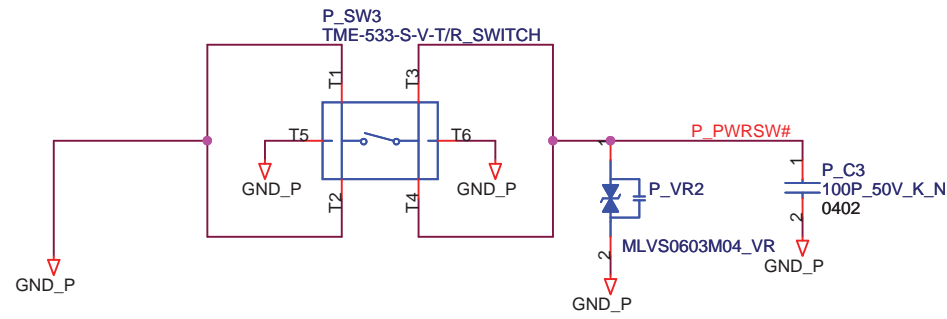 P_SW3
TME-533-S-V-T/R_SWITCH
T1
T3
T5
T6
P_PWRSW#
1
1
P_C3
100P_50V_K_N
0402
GND_P
GND_P
T2
T4
P_VR2
2
2
MLVS0603M04_VR
GND_P
GND_P
GND_P